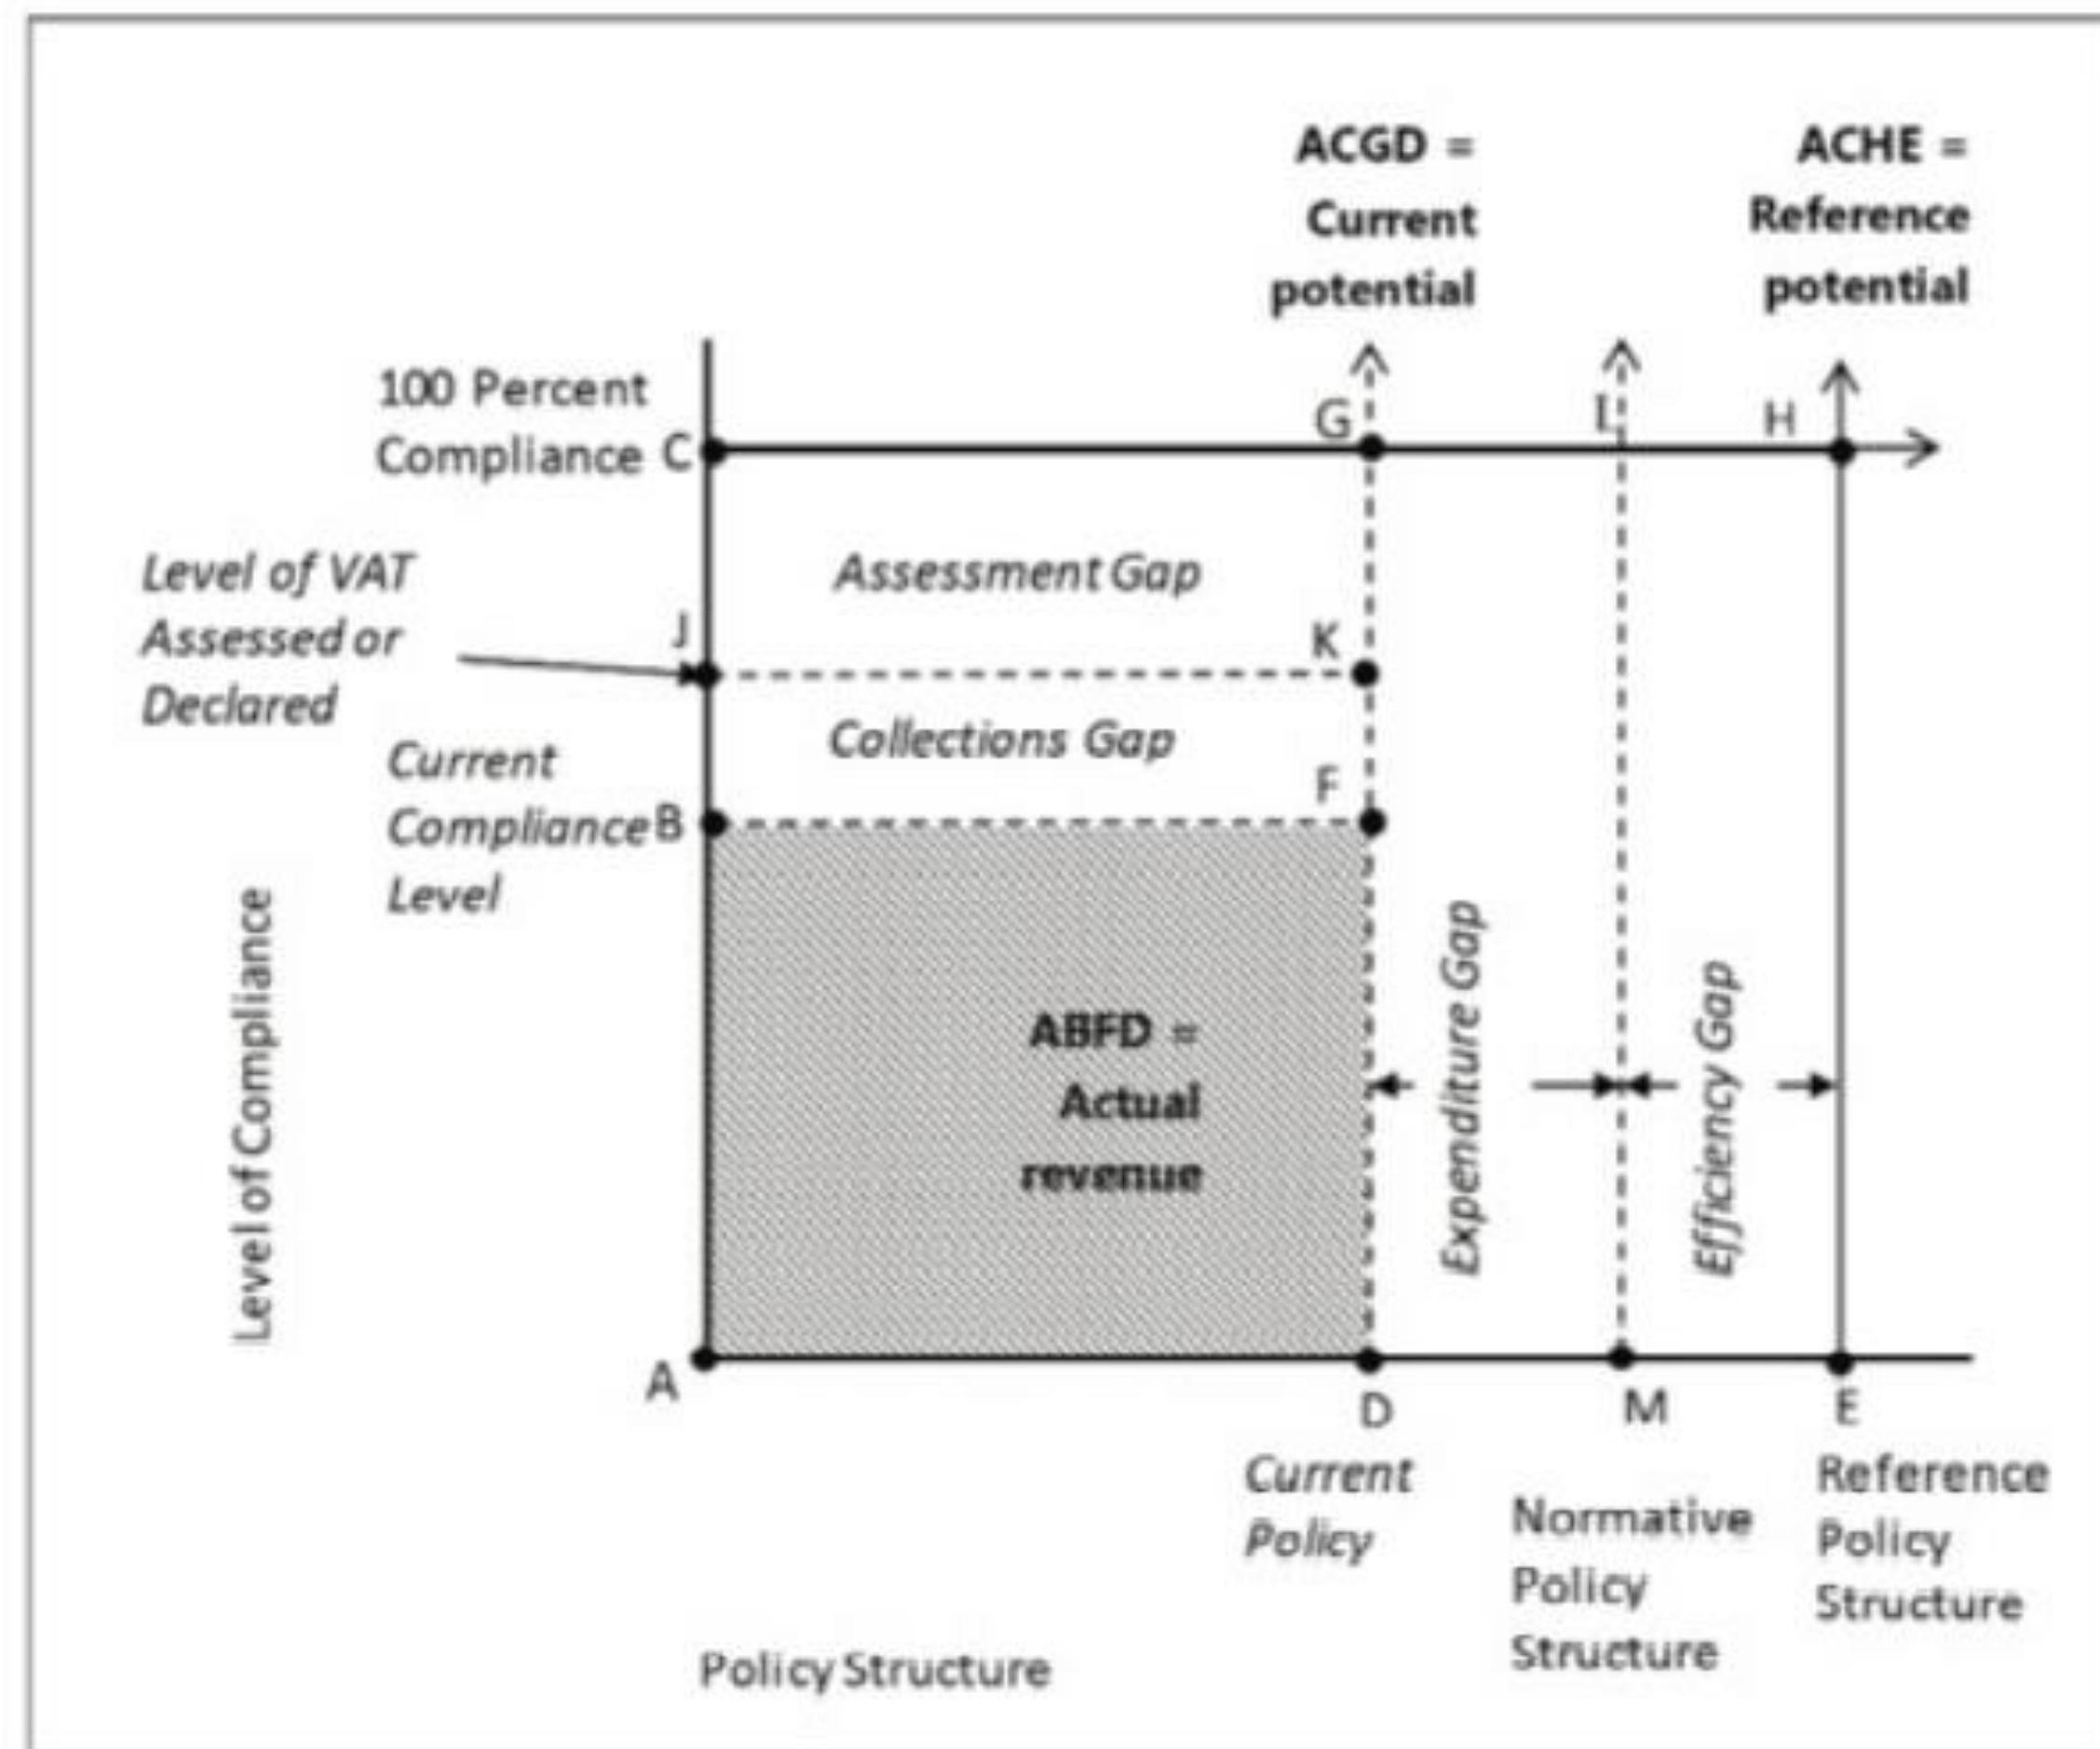 ACGD =
Current
potential
ACHE =
Reference
potential
100 Percent
Compliance C
G
L
H
Level of VAT
Assessed or
Declared
J
Assessment Gap
K
Collections Gap
Current
Compliance B
Level
F
Level of Compliance
ABFD =
Actual
revenue
Expenditure Gap
Efficiency Gap
A
D
M
E
Current
Policy
Normative
Policy
Structure
Reference
Policy
Structure
Policy Structure